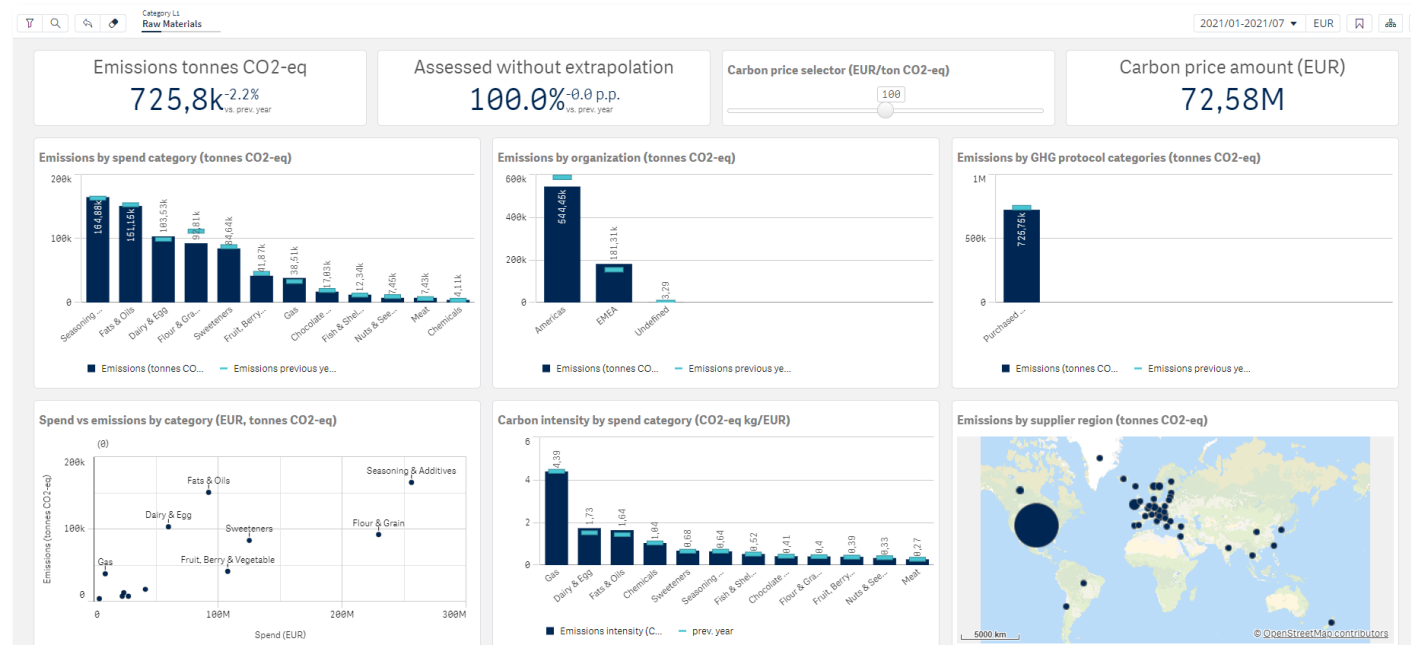 Category L1
Raw Materials
2021/01-2021/07
EUR
Emissions tonnes CO2-eq
725,8k -2.2%
vs. prev. year
Assessed without extrapolation
100.0% -0.0 p.p.
vs. prev. year
Carbon price selector (EUR/ton CO2-eq)
100
Carbon price amount (EUR)
72,58M
Emissions by spend category (tonnes CO2-eq)
200k
100k
0
164,88k
151,15k
103,53k
84,64k
41,87k
38,51k
17,03k
12,34k
7,45k
7,43k
4,11k
Seasoning ...
Fats & Oils
Dairy & Egg
Flour & Gra...
Sweeteners
Fruit, Berry...
Gas
Chocolate ...
Fish & Shel...
Nuts & See...
Meat
Chemicals
Emissions (tonnes CO...
Emissions previous ye...
Emissions by organization (tonnes CO2-eq)
600k
400k
200k
0
544,45k
181,31k
3,29
Americas
EMEA
Undefined
Emissions (tonnes CO...
Emissions previous ye...
Emissions by GHG protocol categories (tonnes CO2-eq)
1M
500k
0
725,75k
Purchased ...
Emissions (tonnes CO...
Emissions previous ye...
Spend vs emissions by category (EUR, tonnes CO2-eq)
(0)
Emissions (tonnes CO2-eq)
200k
100k
0
Seasoning & Additives
Fats & Oils
Dairy & Egg
Sweeteners
Flour & Grain
Gas
Fruit, Berry & Vegetable
0
100M
200M
300M
Spend (EUR)
Carbon intensity by spend category (CO2-eq kg/EUR)
6
4
2
0
4,39
1,73
1,64
1,04
0,68
0,64
0,52
0,41
0,4
0,39
0,33
0,27
Gas
Dairy & Egg
Fats & Oils
Chemicals
Sweeteners
Seasoning ...
Fish & Shel...
Chocolate ...
Flour & Gra...
Fruit, Berry...
Nuts & See...
Meat
Emissions intensity (C...
prev. year
Emissions by supplier region (tonnes CO2-eq)
5000 km
© OpenStreetMap contributors